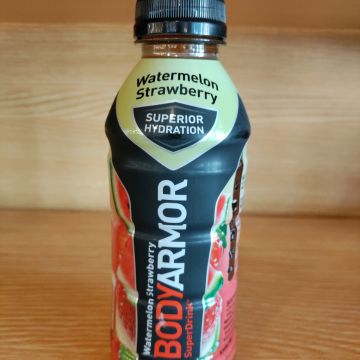 Watermelon
Strawberry
SUPERIOR
HYDRATION
Watermelon Strawberry
BODYARMOR
SuperDrink